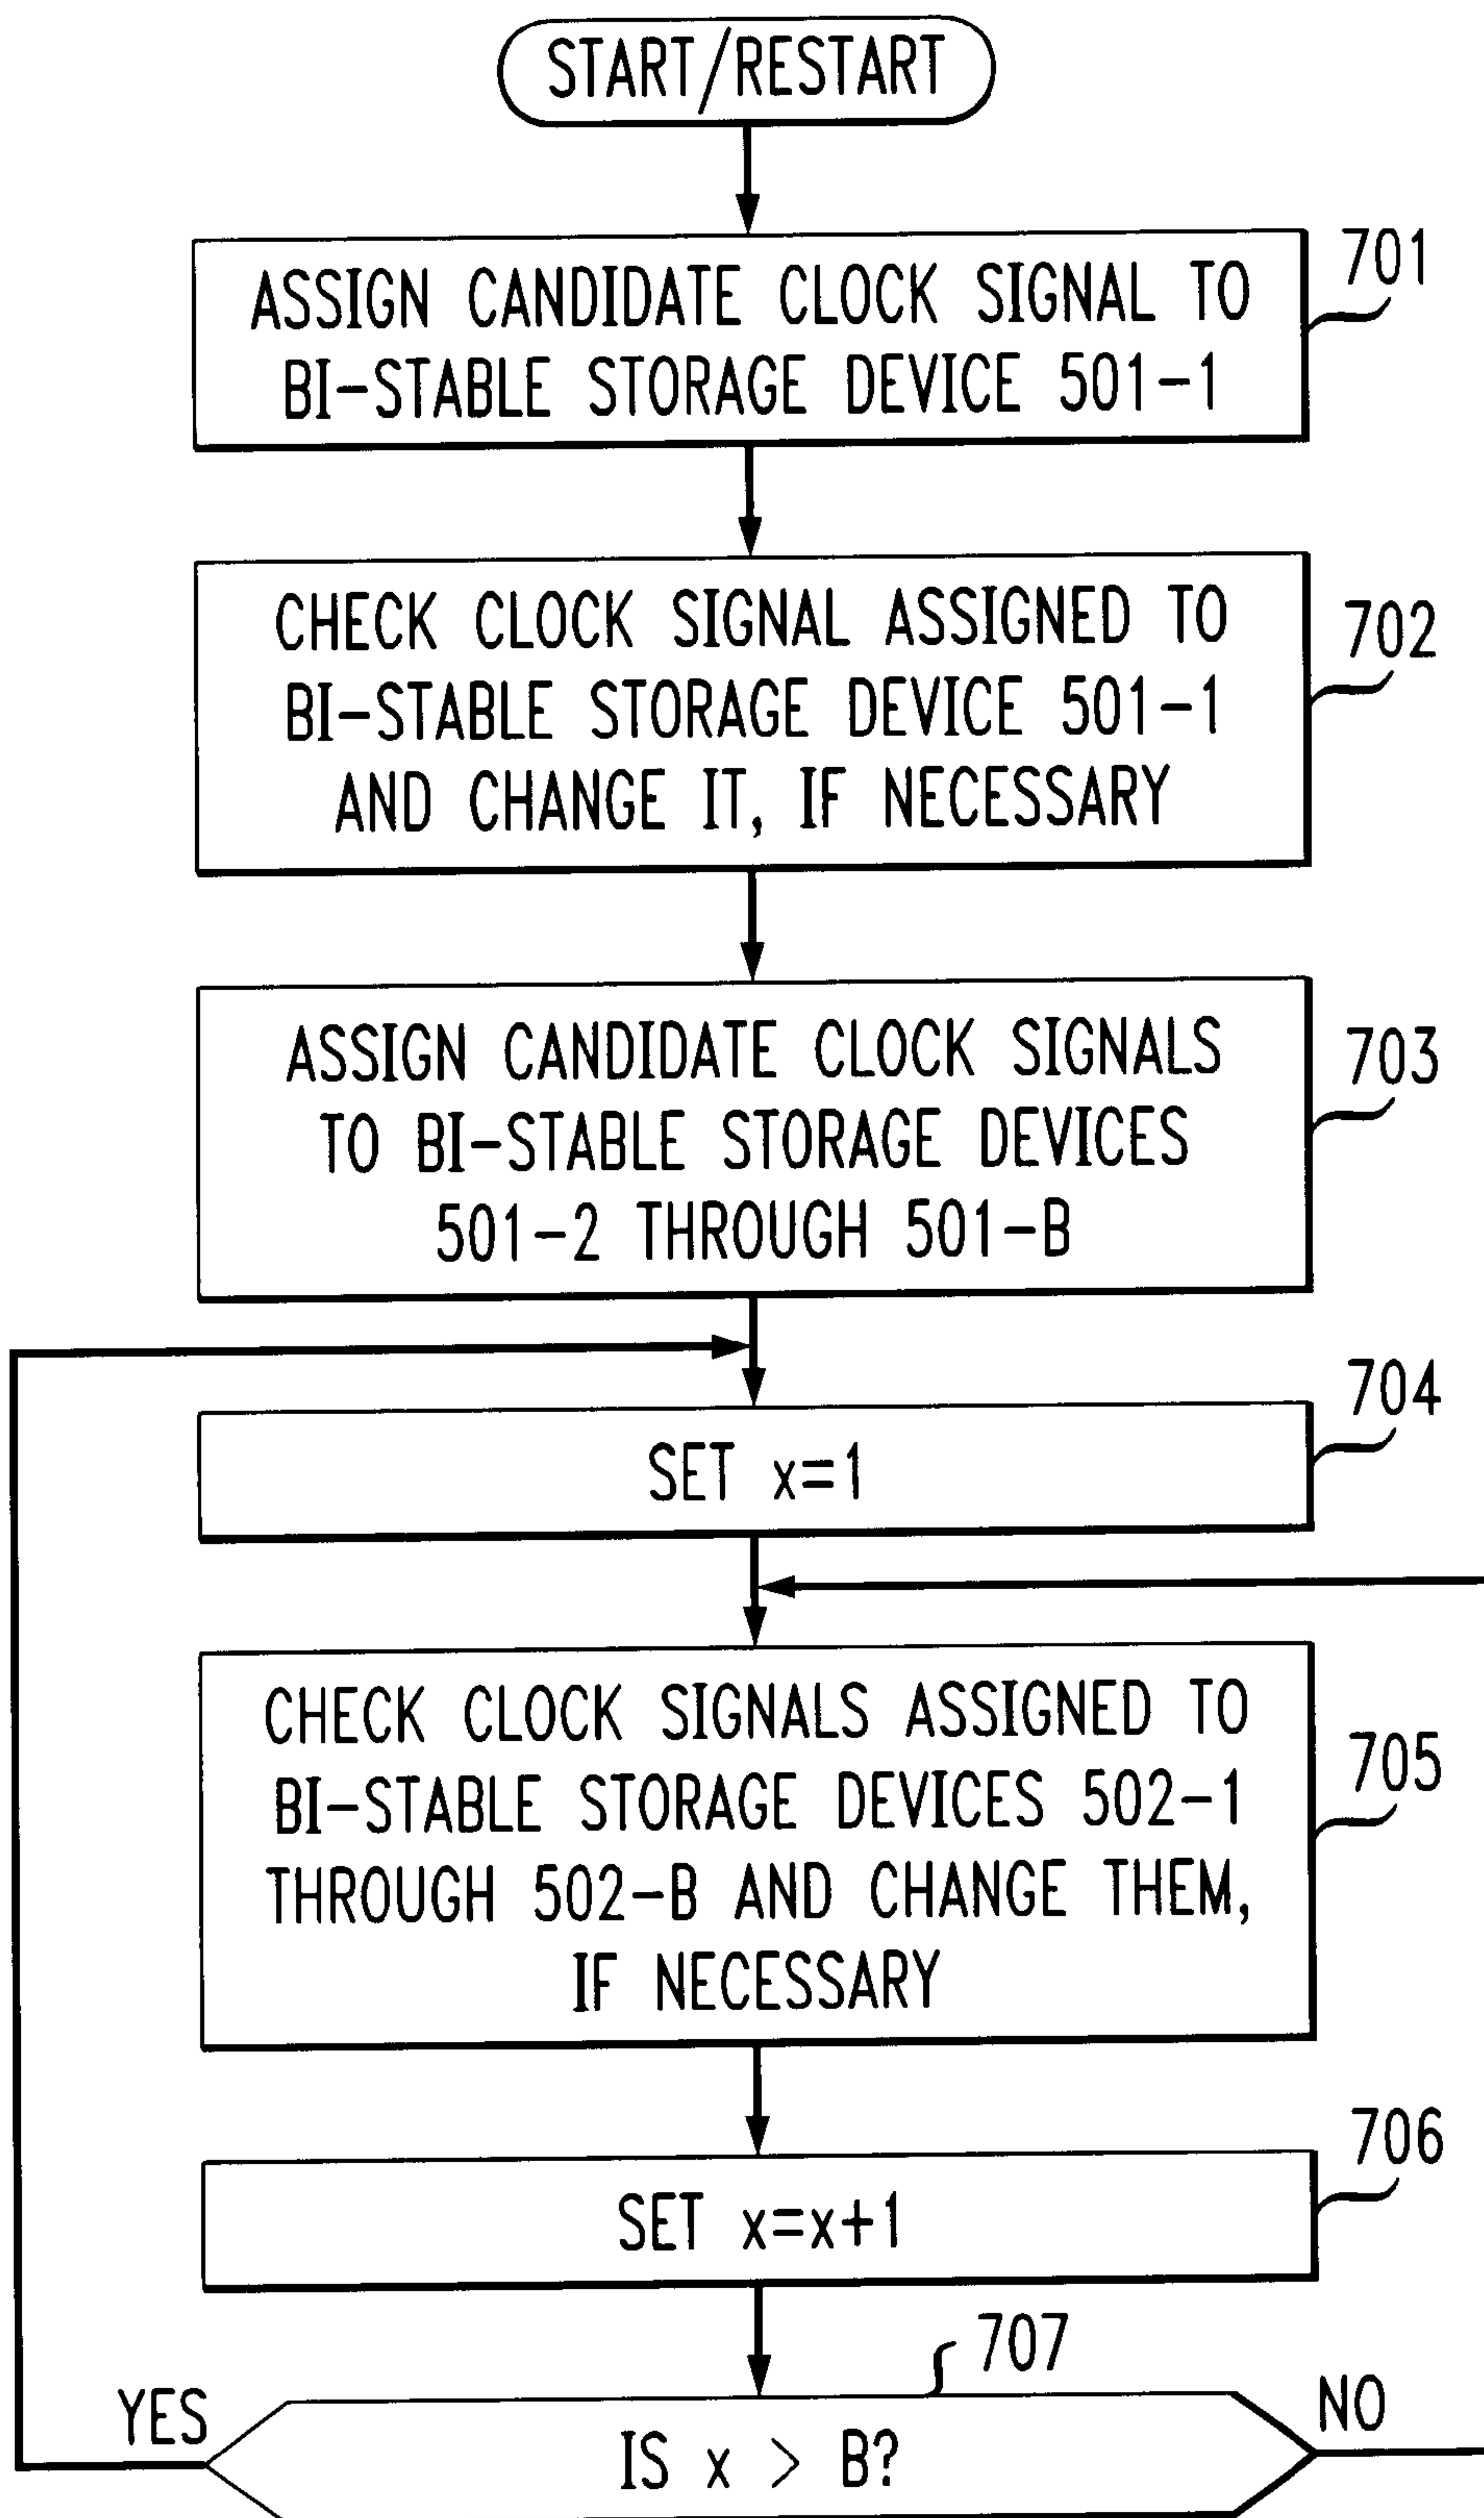 START/RESTART
ASSIGN CANDIDATE CLOCK SIGNAL TO
BI-STABLE STORAGE DEVICE 501-1
701
CHECK CLOCK SIGNAL ASSIGNED TO
BI-STABLE STORAGE DEVICE 501-1
AND CHANGE IT, IF NECESSARY
702
ASSIGN CANDIDATE CLOCK SIGNALS
TO BI-STABLE STORAGE DEVICES
501-2 THROUGH 501-B
703
SET x=1
704
CHECK CLOCK SIGNALS ASSIGNED TO
BI-STABLE STORAGE DEVICES 502-1
THROUGH 502-B AND CHANGE THEM,
IF NECESSARY
705
SET x=x+1
706
707
YES
IS x > B?
NO